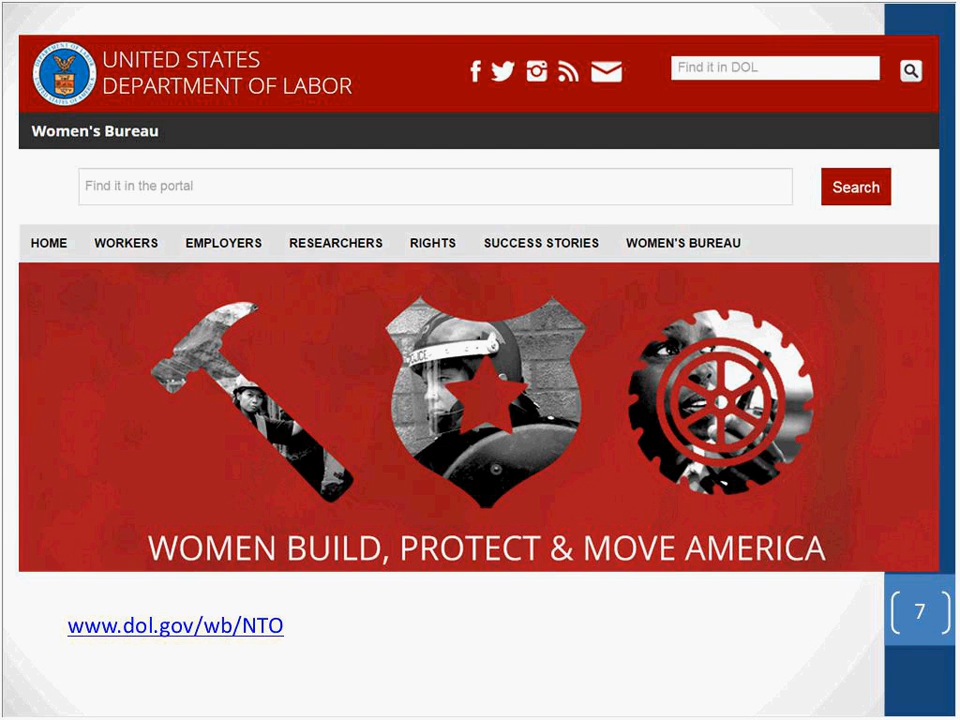 UNITED STATES
DEPARTMENT OF LABOR
Find it in DOL
Women's Bureau
Find it in the portal
Search
HOME WORKERS EMPLOYERS RESEARCHERS RIGHTS SUCCESS STORIES WOMEN'S BUREAU
WOMEN BUILD, PROTECT & MOVE AMERICA
www.dol.gov/wb/NTO
7